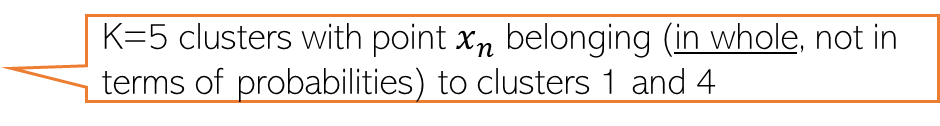 K=5 clusters with point xₙ belonging (in whole, not in
terms of probabilities) to clusters 1 and 4